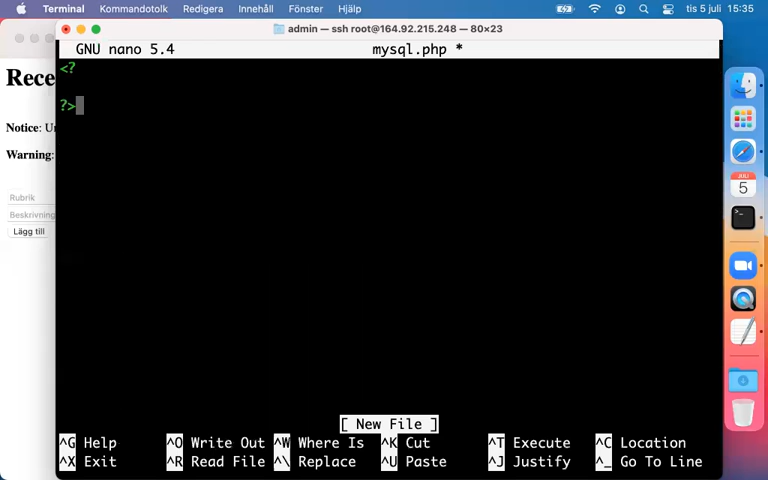 Terminal Kommandotolk Redigera Innehåll Fönster Hjälp tis 5 juli 15:35
admin — ssh root@164.92.215.248 — 80×23
GNU nano 5.4 mysql.php *
<?
?>
Rece
Notice: Un
Warning:
Rubrik
Beskrivning
Lägg till
JULI
5
[ New File ]
^G Help ^O Write Out ^W Where Is ^K Cut ^T Execute ^C Location
^X Exit ^R Read File ^\ Replace ^U Paste ^J Justify ^_ Go To Line